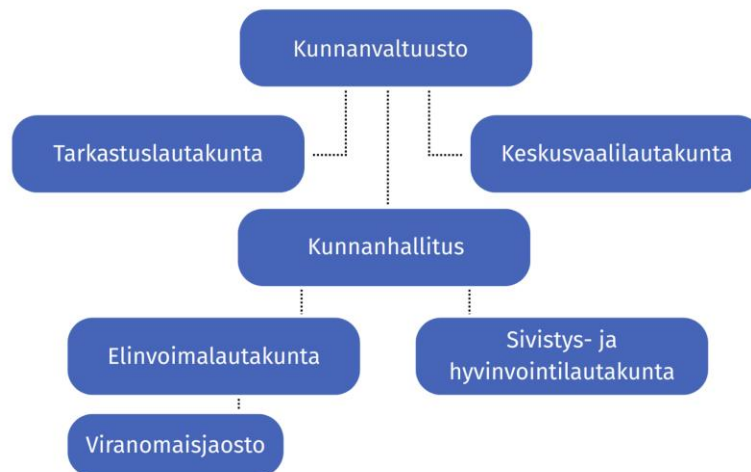 Kunnanvaltuusto
Tarkastuslautakunta
Keskusvaalilautakunta
Kunnanhallitus
Elinvoimalautakunta
Sivistys- ja
hyvinvointilautakunta
Viranomaisjaosto